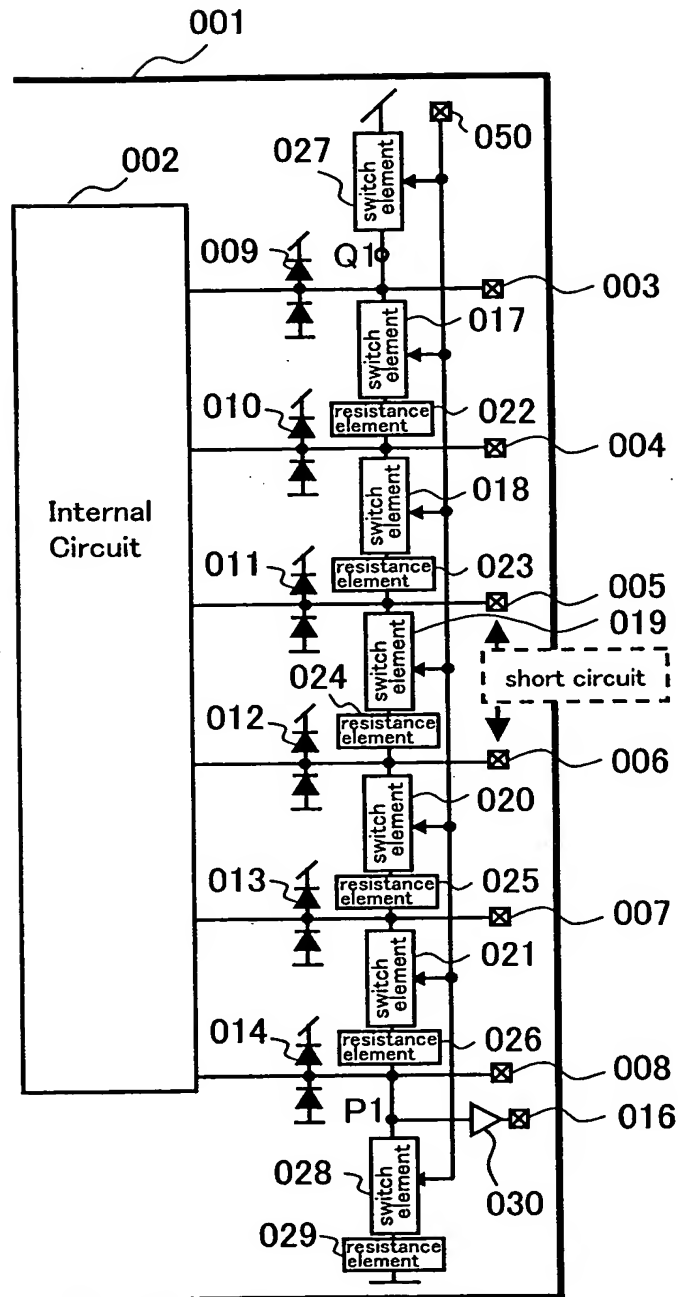 001
050
002
027
switch element
009
Q1
003
017
switch element
010
resistance element
022
004
018
switch element
Internal Circuit
011
resistance element
023
005
019
switch element
short circuit
024
resistance element
012
006
020
switch element
013
resistance element
025
007
021
switch element
014
resistance element
026
008
P1
016
028
switch element
030
029
resistance element